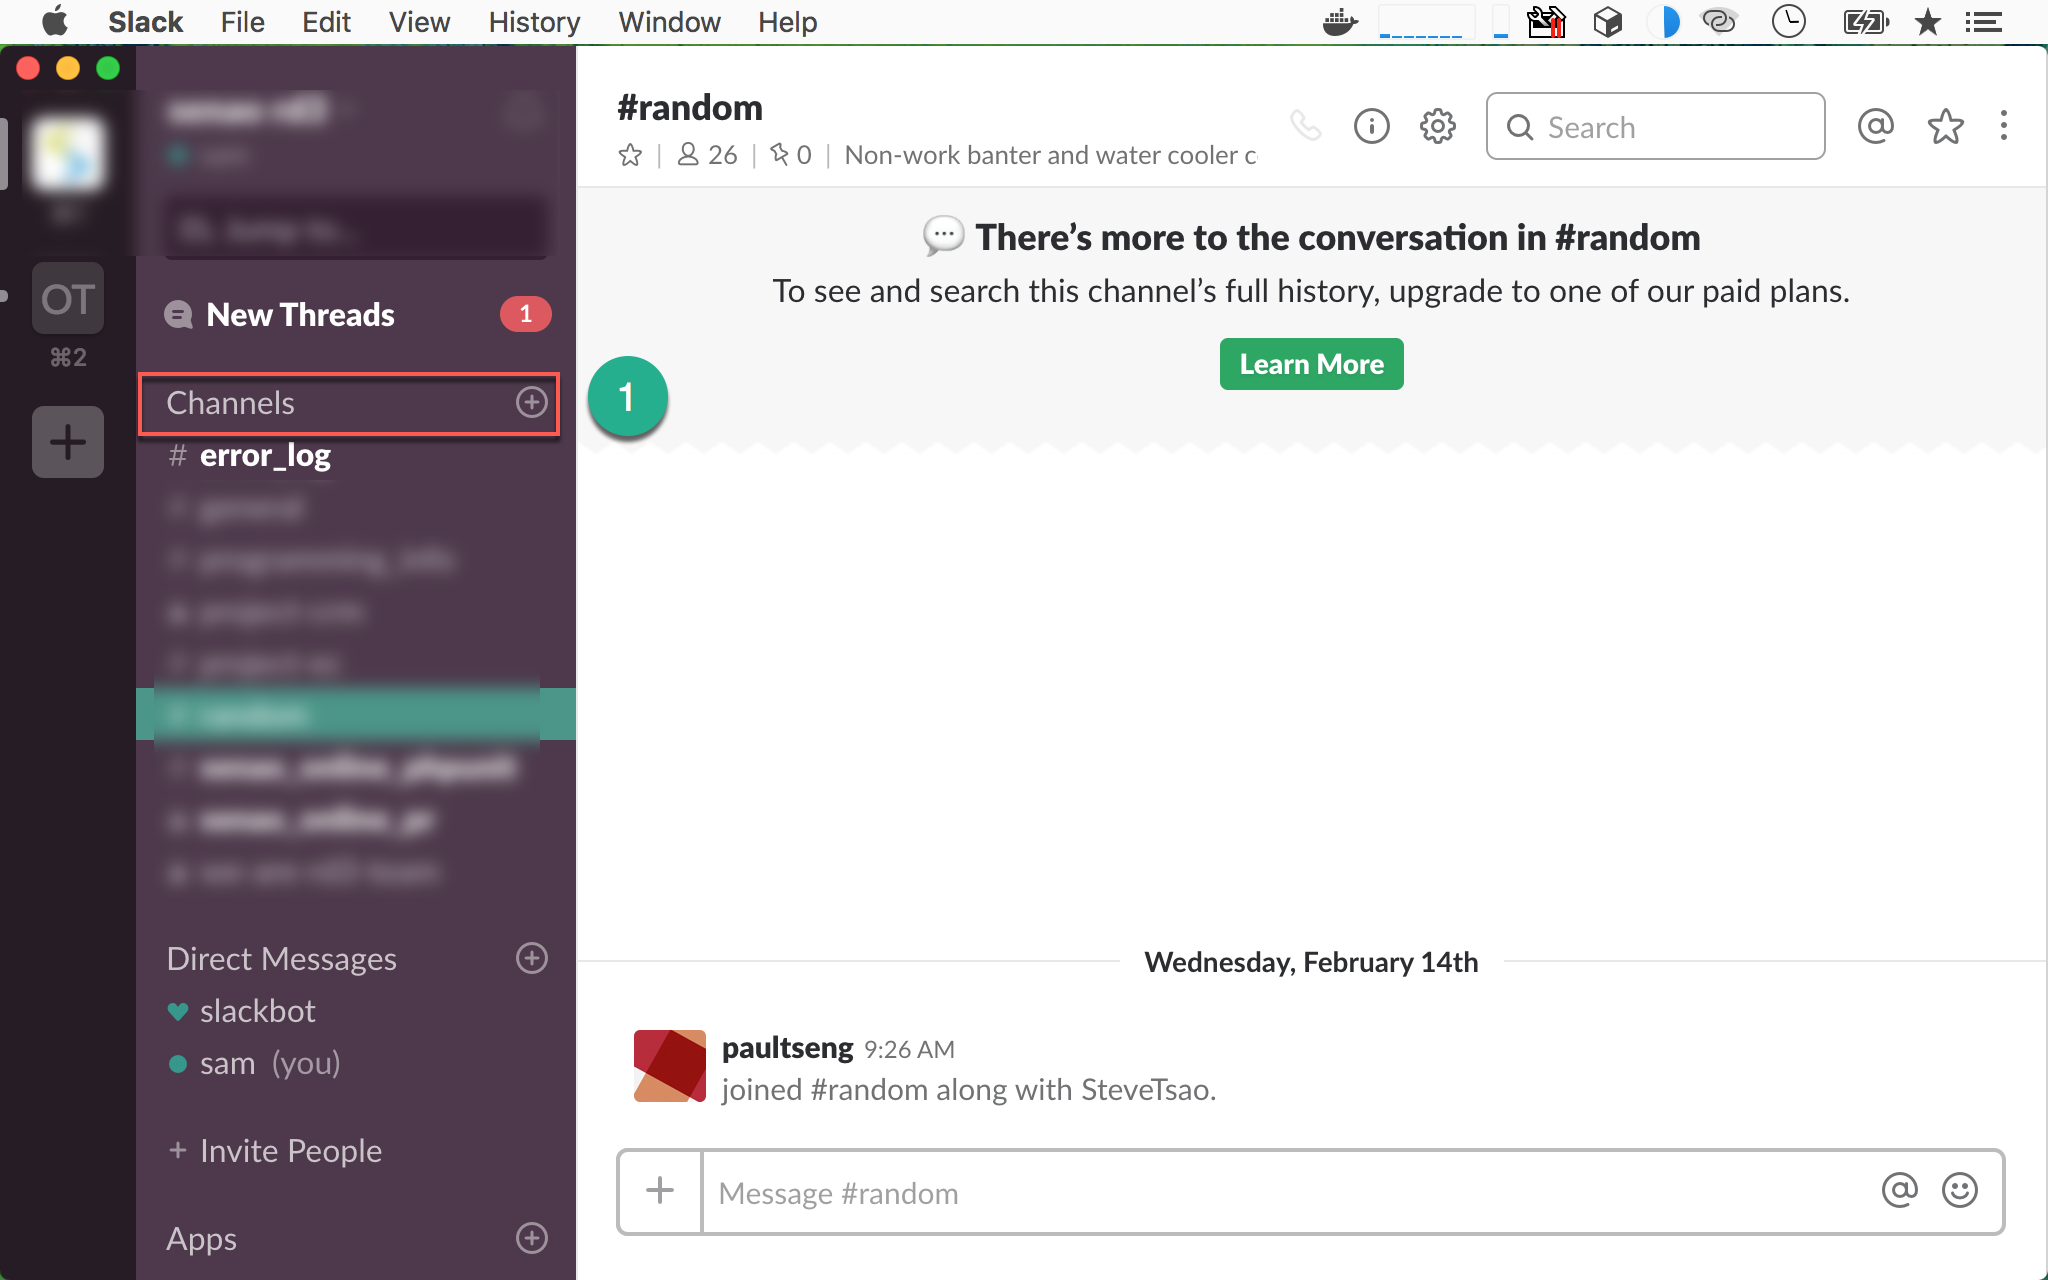 Slack File Edit View History Window Help
OT
⌘2
New Threads 1
Channels
# error_log
Direct Messages
slackbot
sam (you)
+ Invite People
Apps
1
#random
26 | 0 | Non-work banter and water cooler c
Search
There’s more to the conversation in #random
To see and search this channel’s full history, upgrade to one of our paid plans.
Learn More
Wednesday, February 14th
paultseng 9:26 AM
joined #random along with SteveTsao.
Message #random